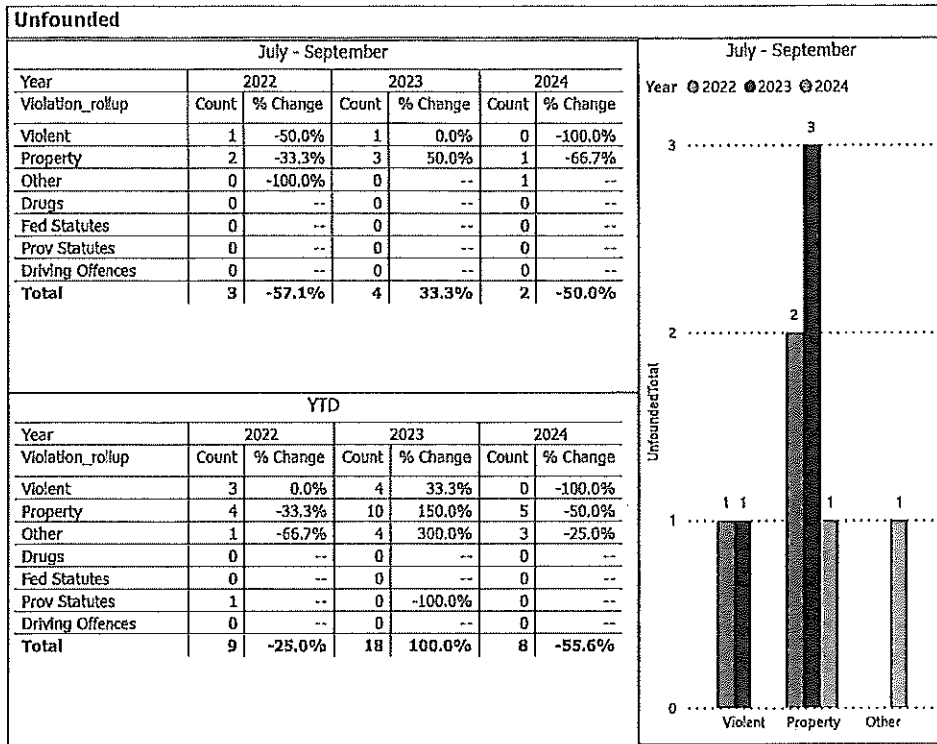 Unfounded
July - September
Year 2022 2023 2024
Violation_rollup Count % Change Count % Change Count % Change
Violent 1 -50.0% 1 0.0% 0 -100.0%
Property 2 -33.3% 3 50.0% 1 -66.7%
Other 0 -100.0% 0 -- 1 --
Drugs 0 -- 0 -- 0 --
Fed Statutes 0 -- 0 -- 0 --
Prov Statutes 0 -- 0 -- 0 --
Driving Offences 0 -- 0 -- 0 --
Total 3 -57.1% 4 33.3% 2 -50.0%
YTD
Year 2022 2023 2024
Violation_rollup Count % Change Count % Change Count % Change
Violent 3 0.0% 4 33.3% 0 -100.0%
Property 4 -33.3% 10 150.0% 5 -50.0%
Other 1 -66.7% 4 300.0% 3 -25.0%
Drugs 0 -- 0 -- 0 --
Fed Statutes 0 -- 0 -- 0 --
Prov Statutes 1 -- 0 -100.0% 0 --
Driving Offences 0 -- 0 -- 0 --
Total 9 -25.0% 18 100.0% 8 -55.6%
July - September
Year 2022 2023 2024
3
3
2
2
UnfoundedTotal
1 1 1 1
1
0
Violent Property Other